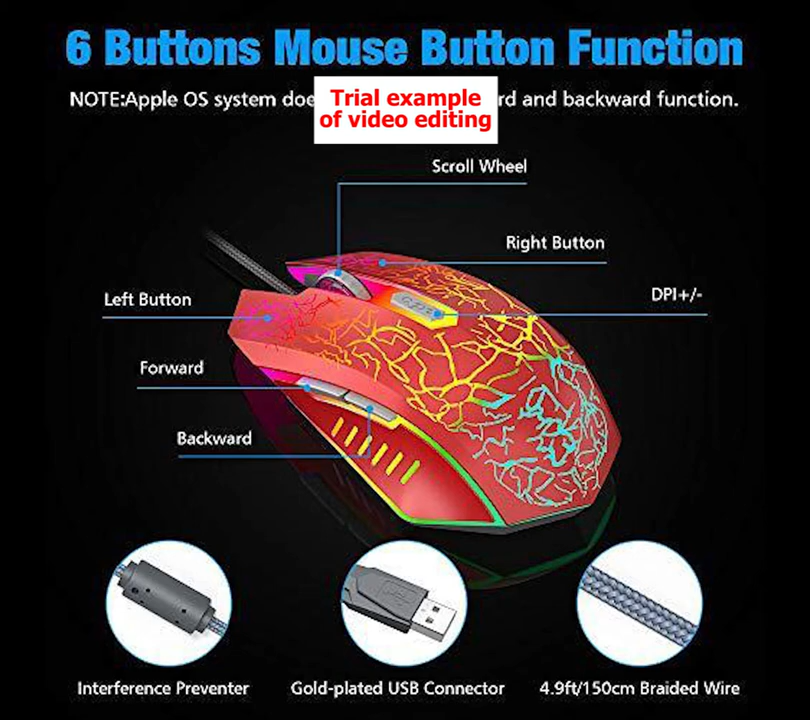 6 Buttons Mouse Button Function
NOTE:Apple OS system doe rd and backward function.
Trial example
of video editing
Scroll Wheel
Right Button
DPI+/-
Left Button
Forward
Backward
Interference Preventer
Gold-plated USB Connector
4.9ft/150cm Braided Wire